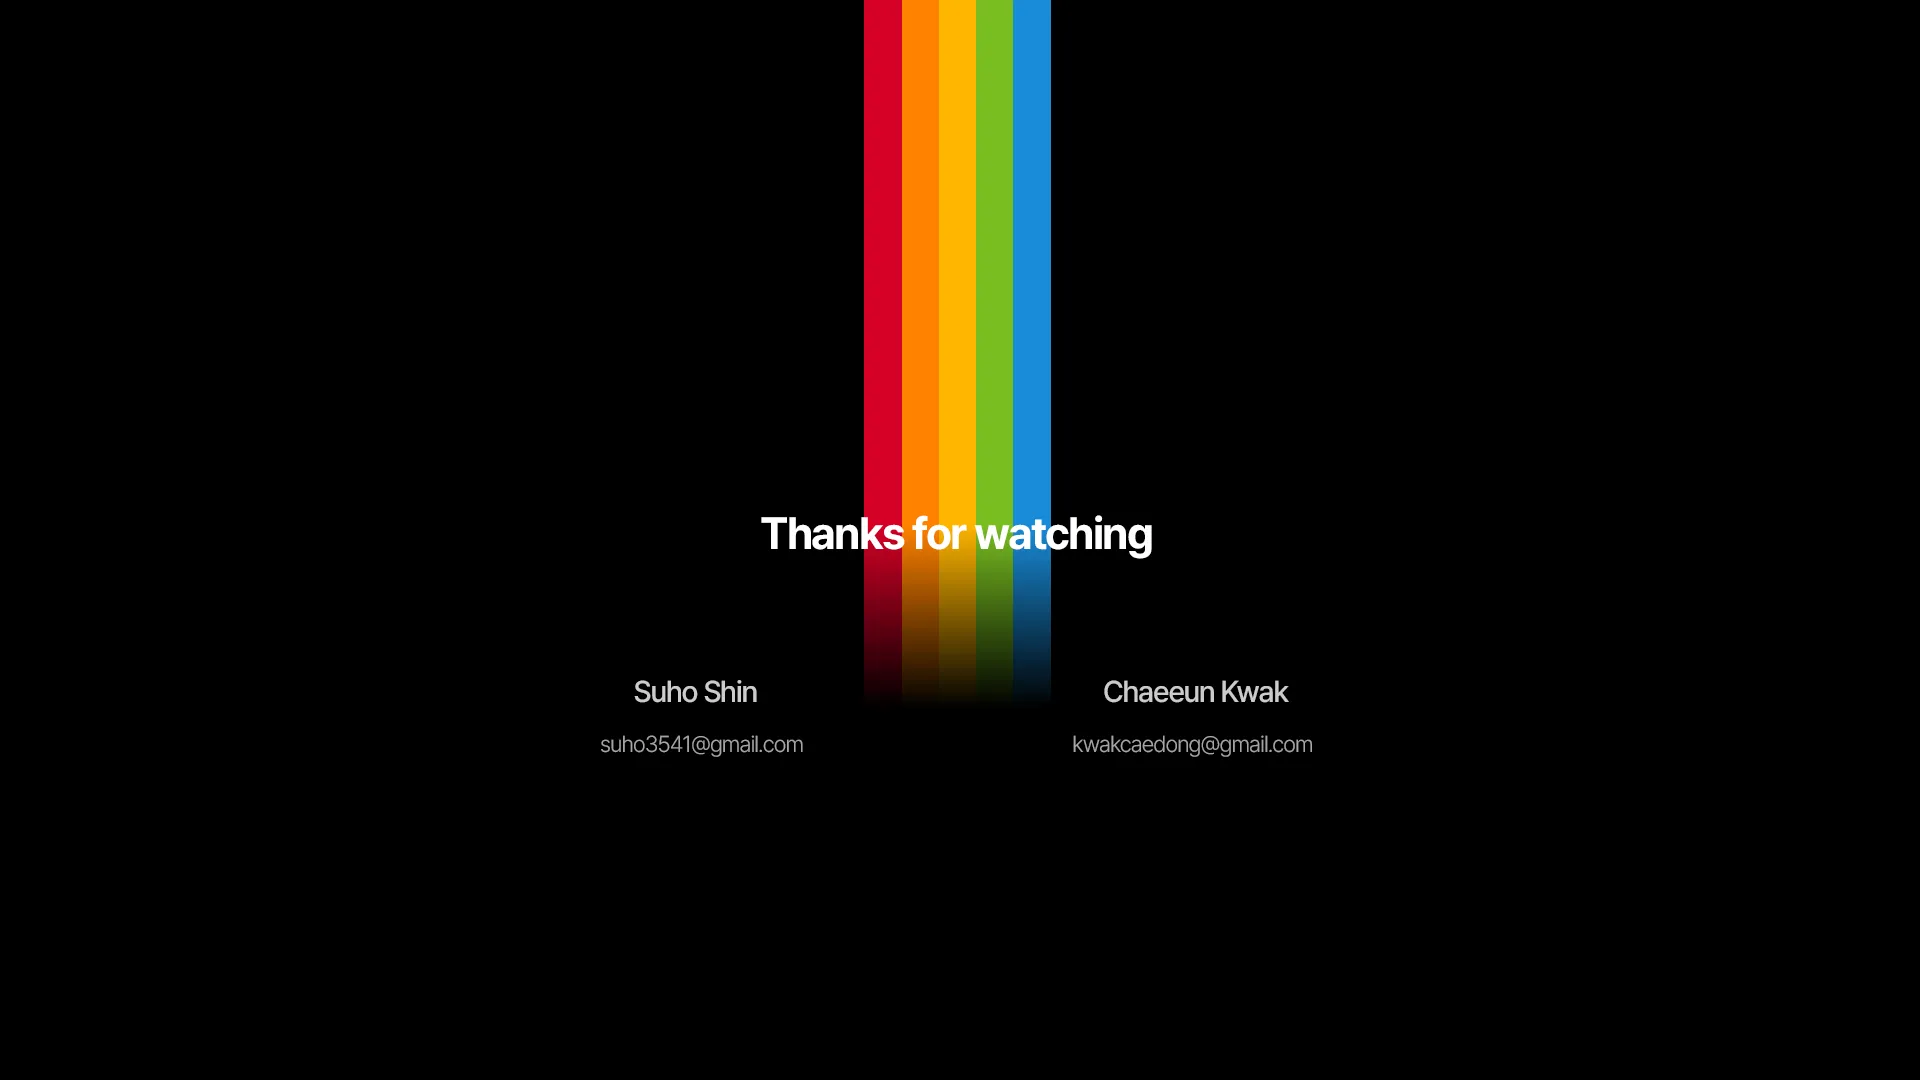 Thanks for watching
Suho Shin
Chaeeun Kwak
suho3541@gmail.com
kwakcaedong@gmail.com